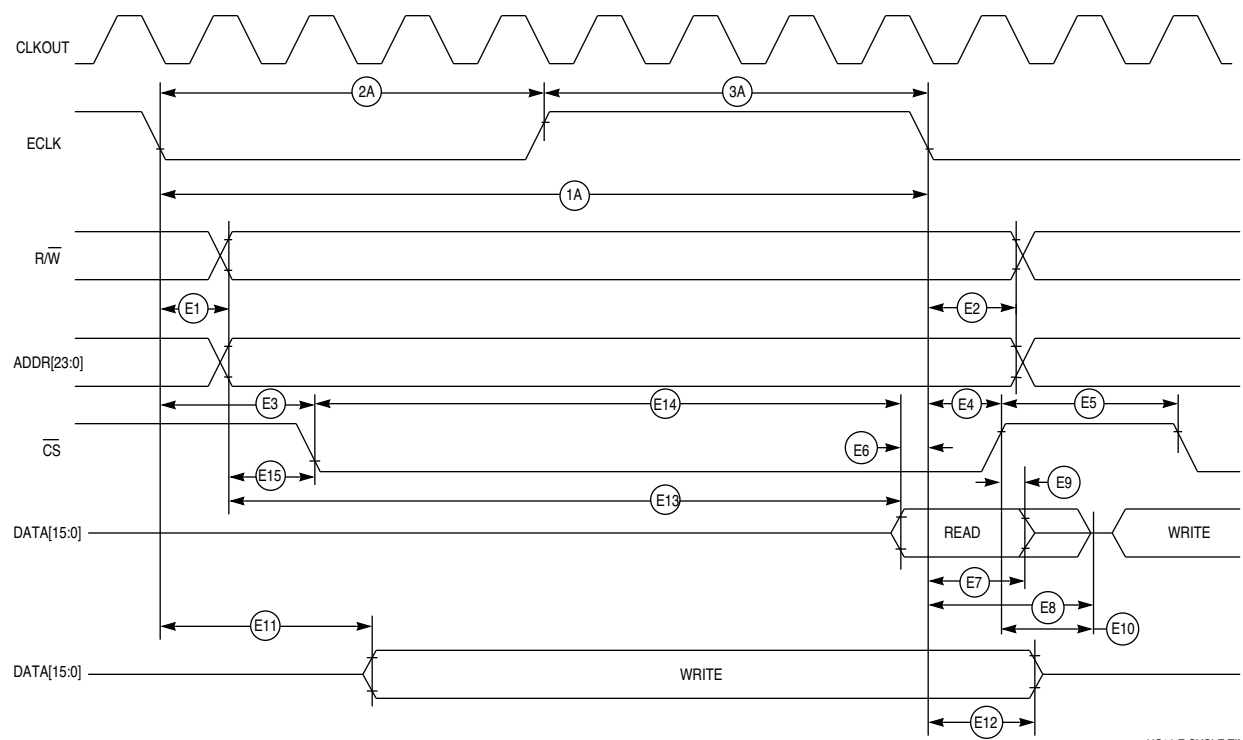 CLKOUT
2A
3A
ECLK
1A
R/W̅
E1
E2
ADDR[23:0]
E3
E14
E4
E5
C̅S̅
E6
E15
E9
E13
DATA[15:0]
READ
WRITE
E7
E8
E11
E10
DATA[15:0]
WRITE
E12